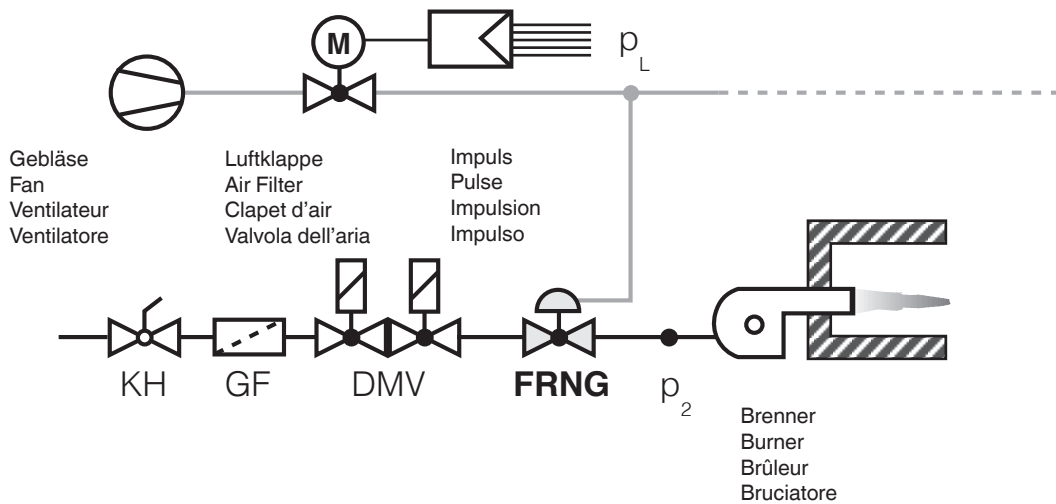 M
p L
Gebläse
Fan
Ventilateur
Ventilatore
Luftklappe
Air Filter
Clapet d'air
Valvola dell'aria
Impuls
Pulse
Impulsion
Impulso
KH
GF
DMV
FRNG
p 2
Brenner
Burner
Brûleur
Bruciatore